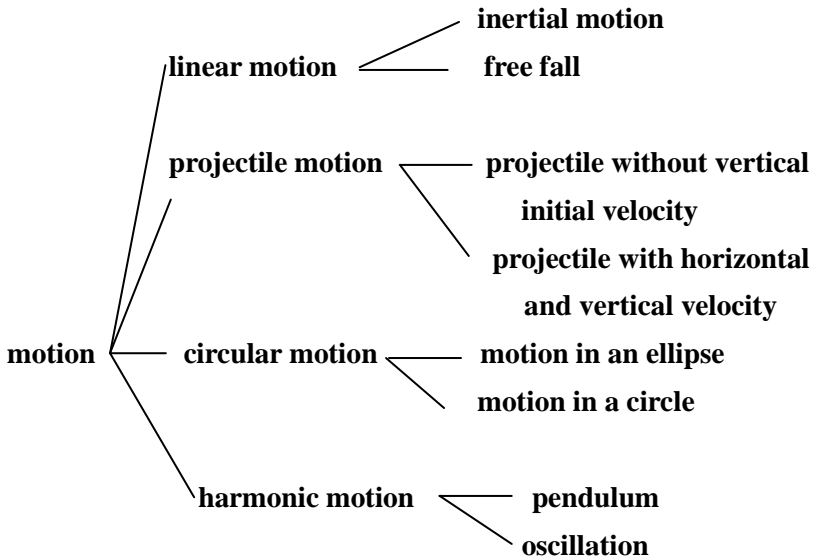 inertial motion
linear motion
free fall
projectile motion
projectile without vertical
initial velocity
projectile with horizontal
and vertical velocity
motion
circular motion
motion in an ellipse
motion in a circle
harmonic motion
pendulum
oscillation